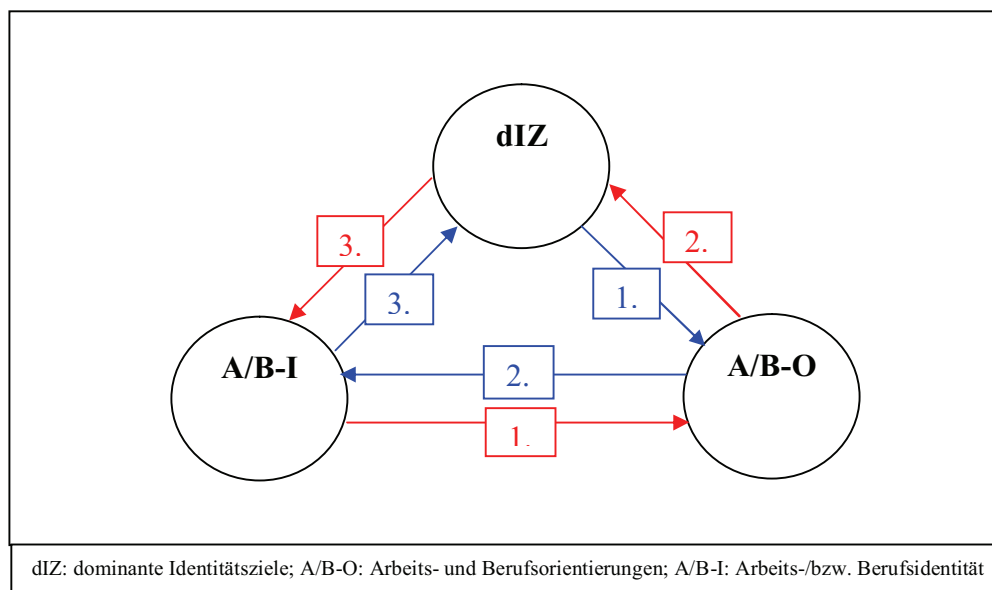 dIZ
3.
2.
3.
1.
A/B-I
A/B-O
2.
1.
dIZ: dominante Identitätsziele; A/B-O: Arbeits- und Berufsorientierungen; A/B-I: Arbeits-/bzw. Berufsidentität